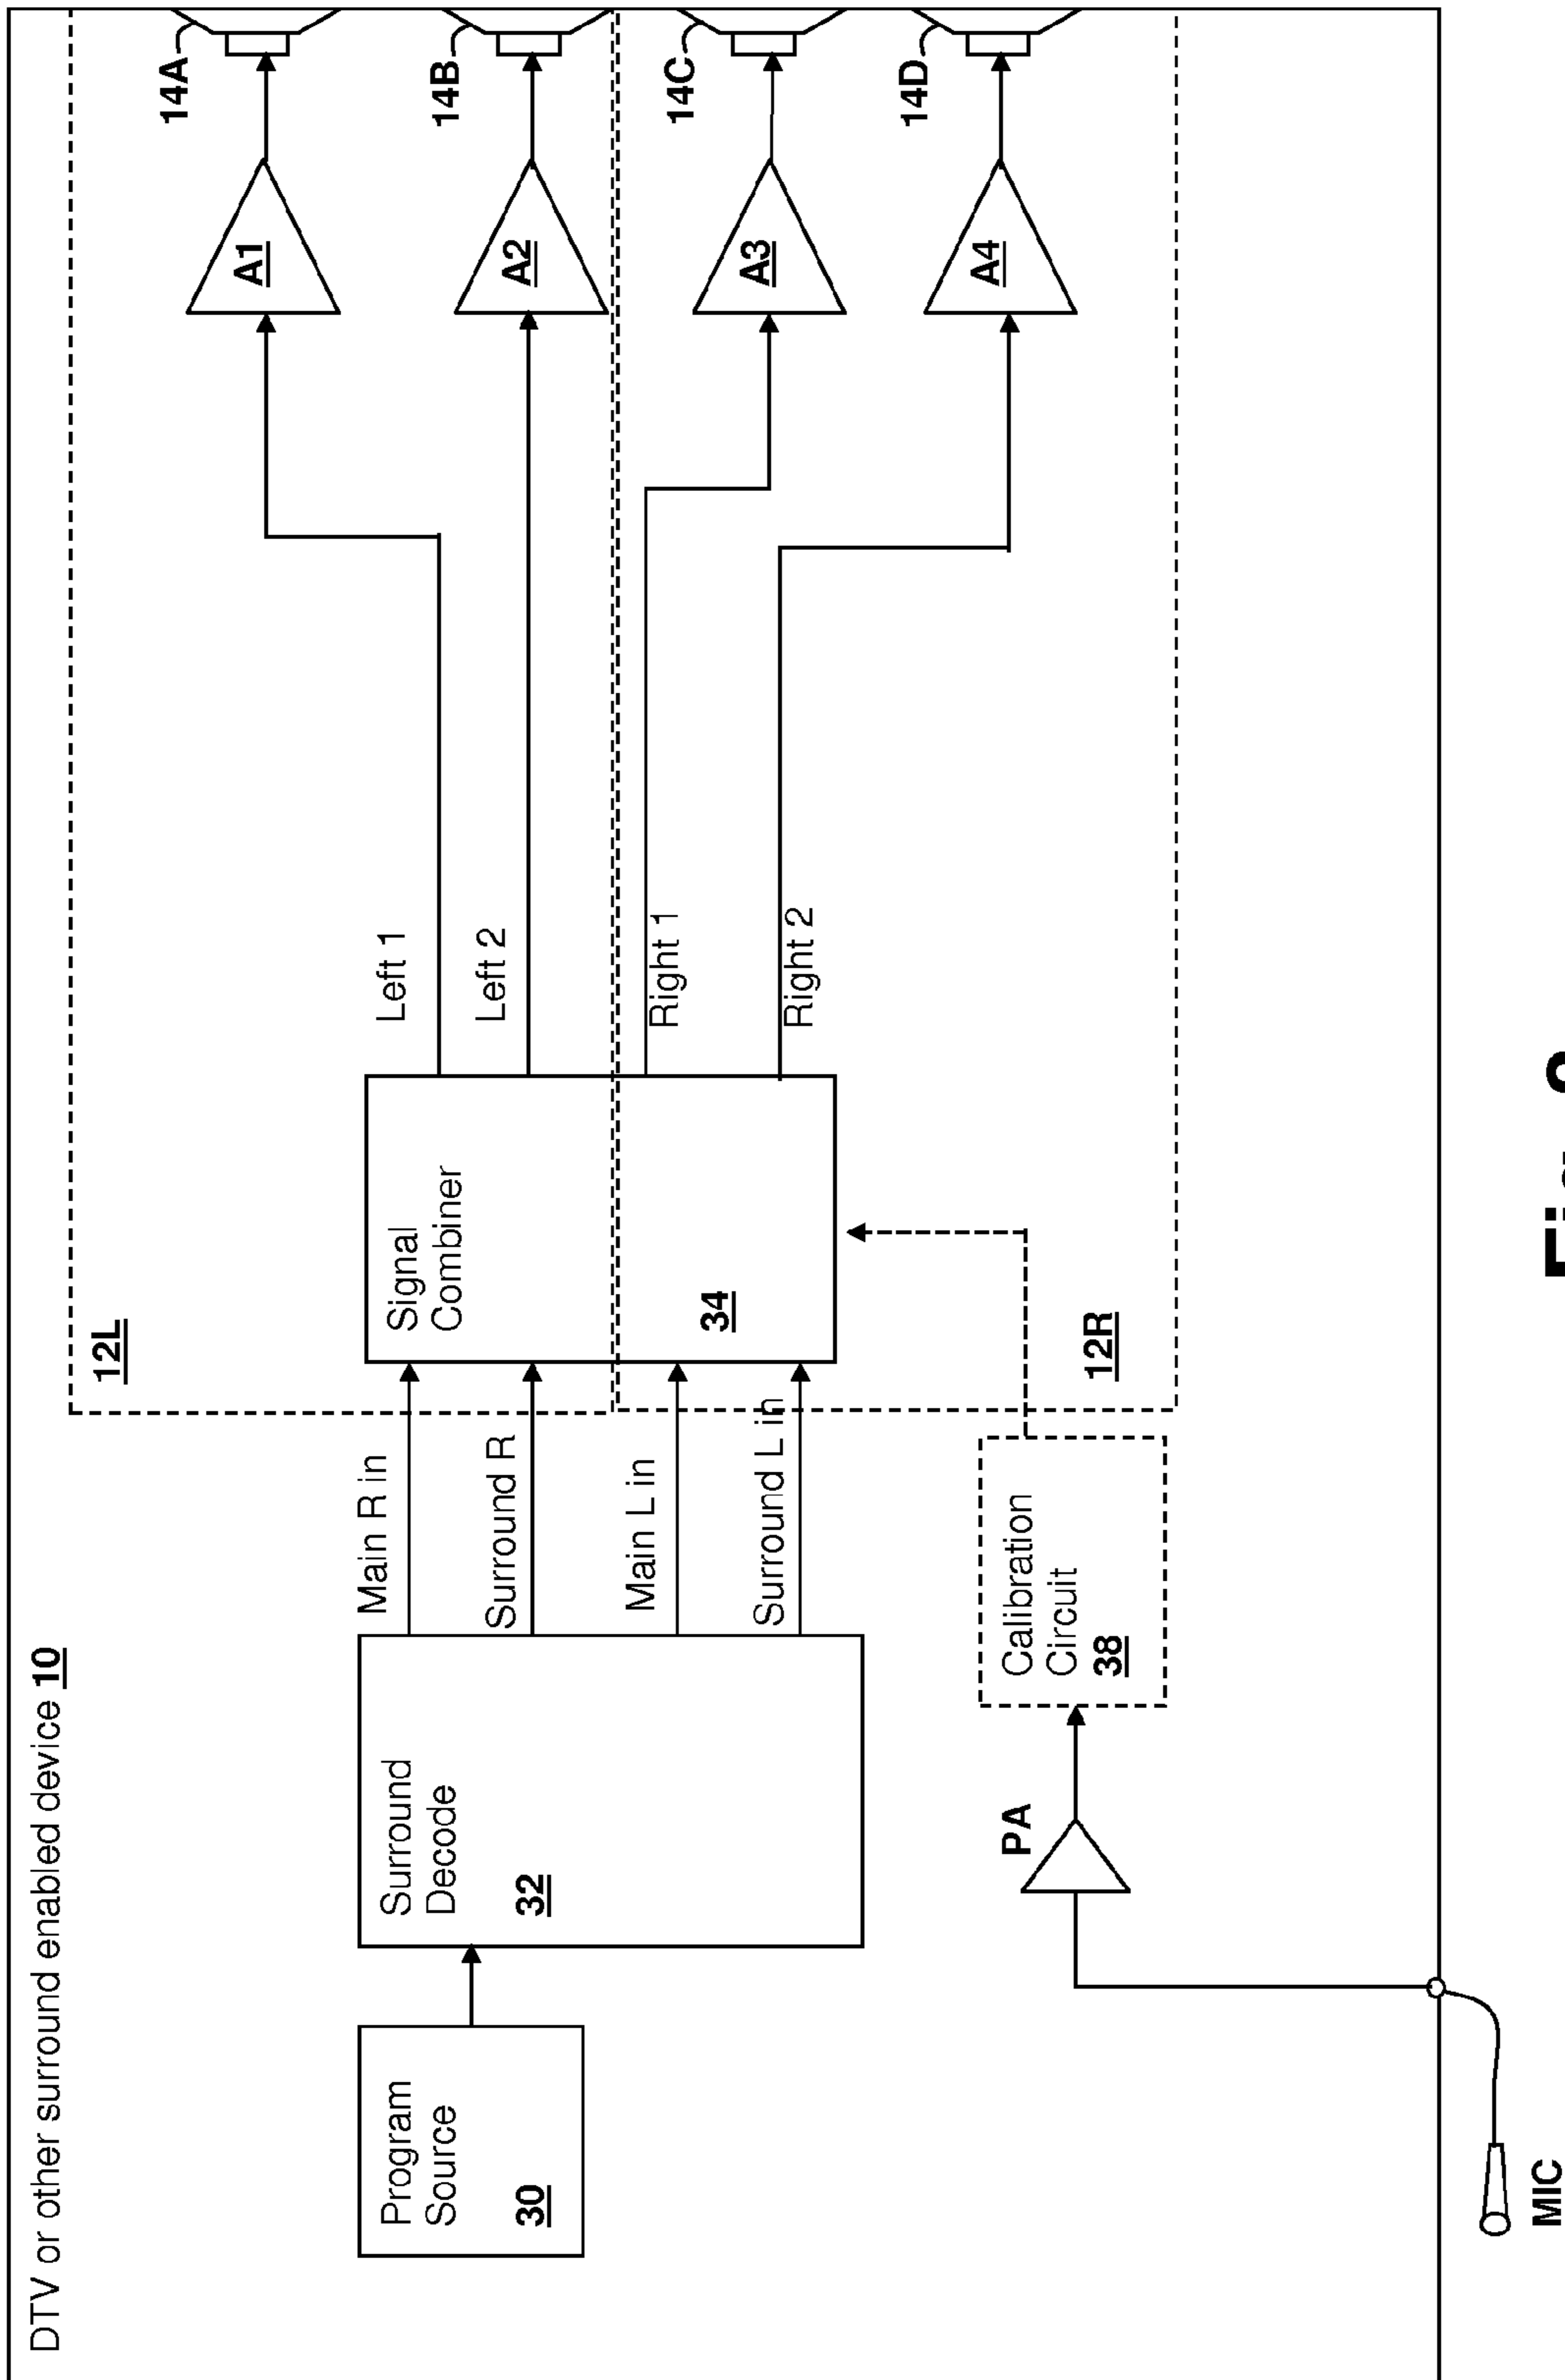 DTV or other surround enabled device 10
12L
14A
A1
Left 1
Main R in
Program
Source
30
Surround
Decode
32
Surround R
Signal
Combiner
34
Left 2
A2
14B
Main L in
Right 1
A3
14C
Surround L in
Right 2
A4
14D
PA
Calibration
Circuit
38
12R
MIC